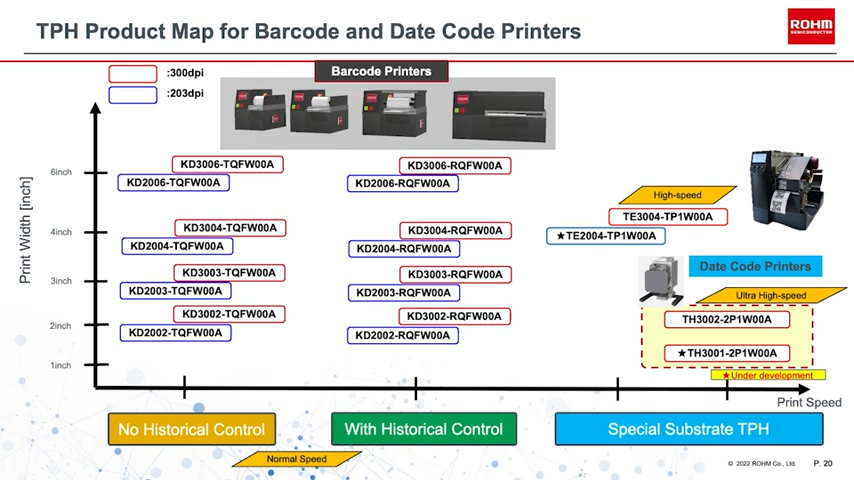 TPH Product Map for Barcode and Date Code Printers
ROHM
SEMICONDUCTOR
:300dpi
:203dpi
Barcode Printers
Print Width [inch]
6inch
4inch
3inch
2inch
1inch
KD3006-TQFW00A
KD2006-TQFW00A
KD3004-TQFW00A
KD2004-TQFW00A
KD3003-TQFW00A
KD2003-TQFW00A
KD3002-TQFW00A
KD2002-TQFW00A
KD3006-RQFW00A
KD2006-RQFW00A
KD3004-RQFW00A
KD2004-RQFW00A
KD3003-RQFW00A
KD2003-RQFW00A
KD3002-RQFW00A
KD2002-RQFW00A
High-speed
TE3004-TP1W00A
★TE2004-TP1W00A
Date Code Printers
Ultra High-speed
TH3002-2P1W00A
★TH3001-2P1W00A
★Under development
Print Speed
No Historical Control
With Historical Control
Special Substrate TPH
Normal Speed
© 2022 ROHM Co., Ltd.
P. 20